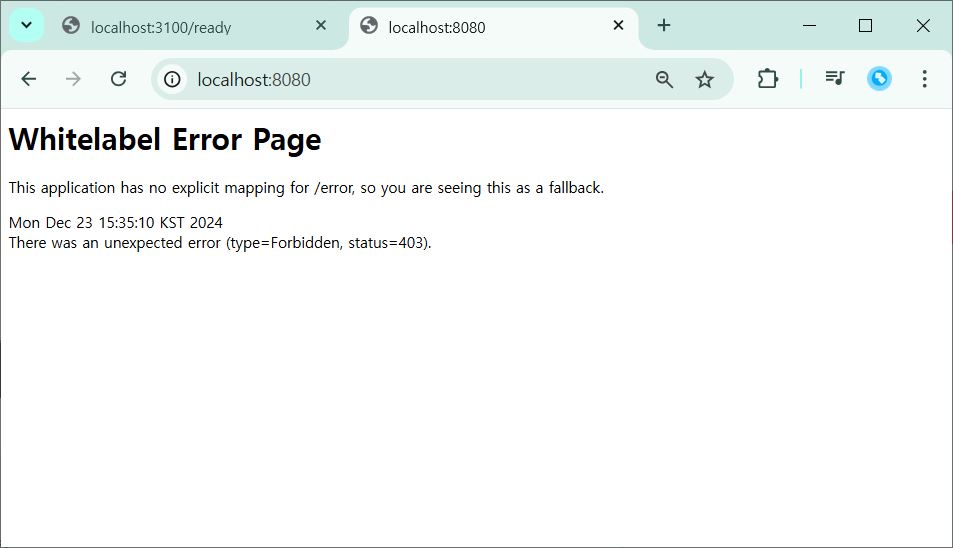 localhost:3100/ready
localhost:8080
localhost:8080
Whitelabel Error Page
This application has no explicit mapping for /error, so you are seeing this as a fallback.
Mon Dec 23 15:35:10 KST 2024
There was an unexpected error (type=Forbidden, status=403).